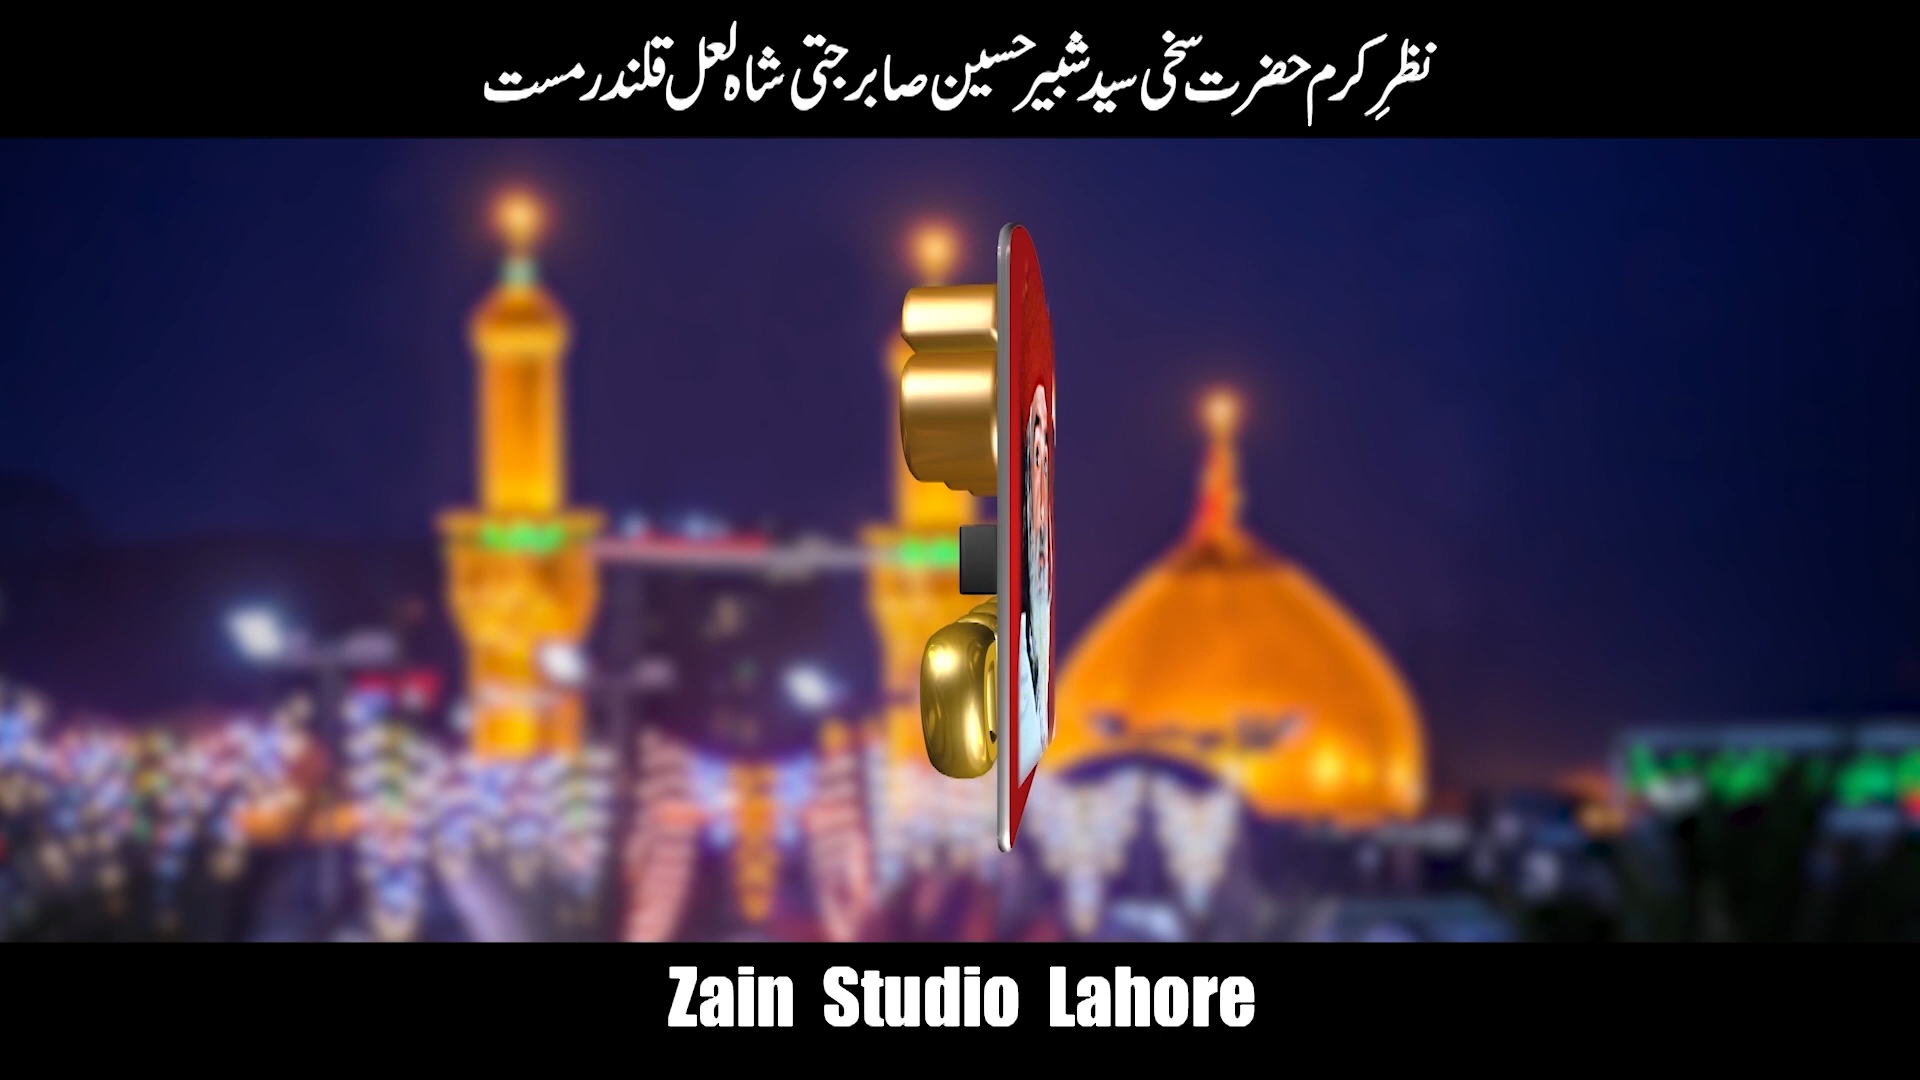 نظرِ کرم حضرت سخی سید شبیر حسین صابر جتی شاہ لعل قلندر مست
Zain Studio Lahore